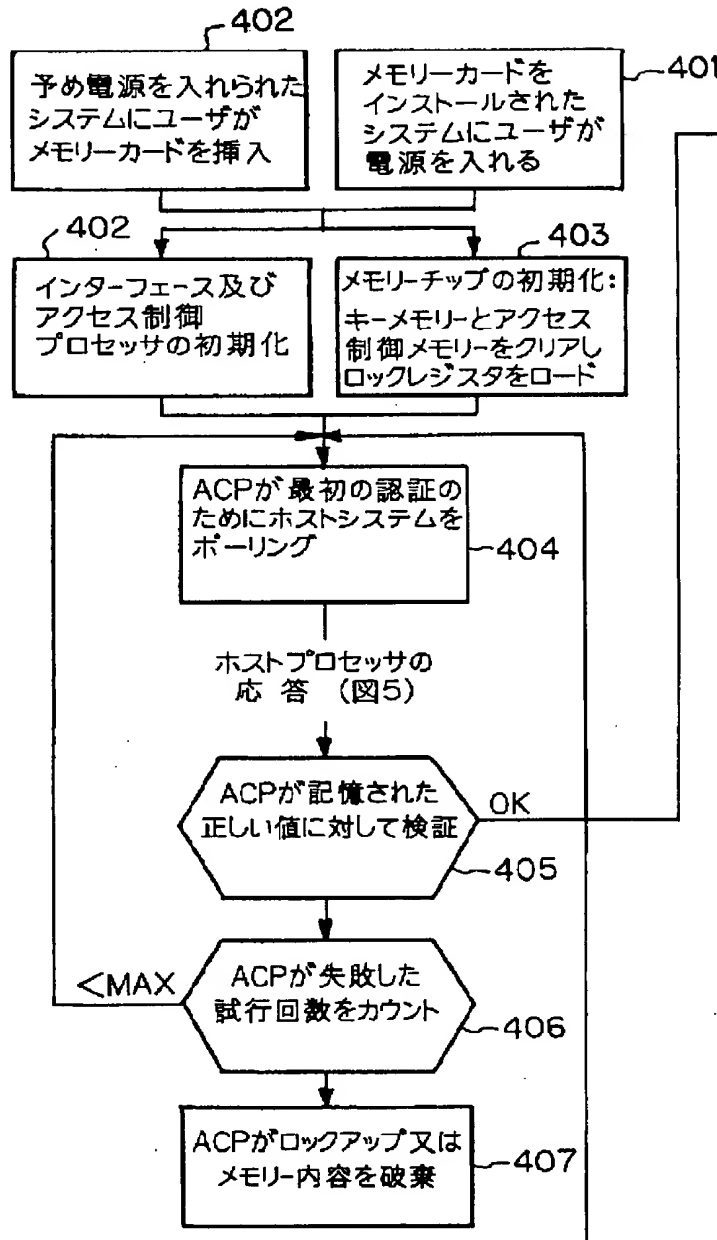 402
予め電源を入れられた
システムにユーザが
メモリーカードを挿入
401
メモリーカードを
インストールされた
システムにユーザが
電源を入れる
402
インターフェース及び
アクセス制御
プロセッサの初期化
403
メモリーチップの初期化:
キーメモリーとアクセス
制御メモリーをクリアし
ロックレジスタをロード
ACPが最初の認証の
ためにホストシステムを
ポーリング
404
ホストプロセッサの
応答 (図5)
ACPが記憶された
正しい値に対して検証
OK
405
<MAX
ACPが失敗した
試行回数をカウント
406
ACPがロックアップ又は
メモリー内容を破棄
407